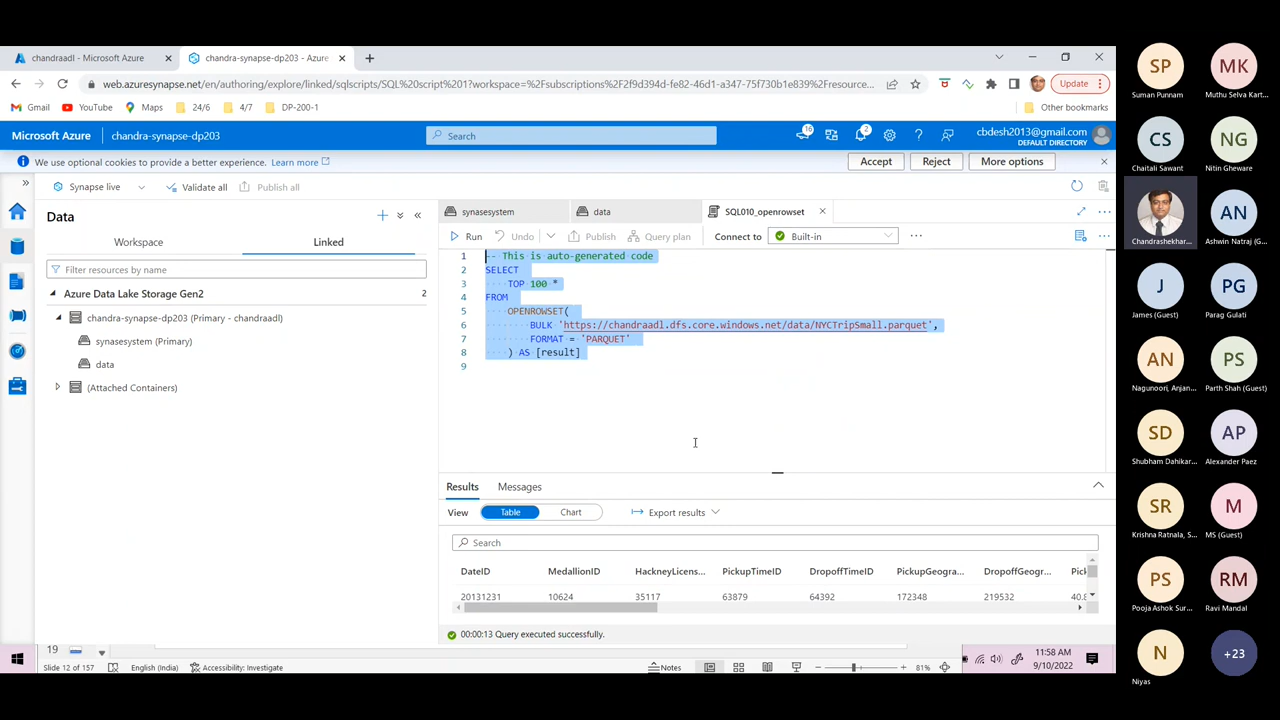 chandraadl - Microsoft Azure
chandra-synapse-dp203 - Azure
web.azuresynapse.net/en/authoring/explore/linked/sqlscripts/SQL%20script%201?workspace=%2Fsubscriptions%2F2f9d394d-fe82-46d1-a347-75f730b1e839%2Fresource...
Update
Gmail
YouTube
Maps
24/6
4/7
DP-200-1
Other bookmarks
Microsoft Azure
chandra-synapse-dp203
Search
16
2
cbdesh2013@gmail.com
DEFAULT DIRECTORY
We use optional cookies to provide a better experience. Learn more
Accept
Reject
More options
Synapse live
Validate all
Publish all
Data
Workspace
Linked
Filter resources by name
Azure Data Lake Storage Gen2
2
chandra-synapse-dp203 (Primary - chandraadl)
synasesystem (Primary)
data
(Attached Containers)
synasesystem
data
SQL010_openrowset
Run
Undo
Publish
Query plan
Connect to
Built-in
1 -- This is auto-generated code
2 SELECT
3 TOP 100 *
4 FROM
5 OPENROWSET(
6 BULK 'https://chandraadl.dfs.core.windows.net/data/NYCTripSmall.parquet',
7 FORMAT = 'PARQUET'
8 ) AS [result]
9
Results
Messages
View
Table
Chart
Export results
Search
DateID MedallionID HackneyLicens... PickupTimeID DropoffTimeID PickupGeogra... DropoffGeogr... Pick
20131231 10624 35117 63879 64392 172348 219532 40.8
00:00:13 Query executed successfully.
19
Slide 12 of 157
English (India)
Accessibility: Investigate
Notes
81%
11:58 AM
9/10/2022
SP
Suman Punnam
MK
Muthu Selva Kart...
CS
Chaitali Sawant
NG
Nitin Gheware
Chandrashekhar...
AN
Ashwin Natraj (G...
J
James (Guest)
PG
Parag Gulati
AN
Nagunoori, Anjan...
PS
Parth Shah (Guest)
SD
Shubham Dahikar...
AP
Alexander Paez
SR
Krishna Ratnala, S...
M
MS (Guest)
PS
Pooja Ashok Sur...
RM
Ravi Mandal
N
Niyas
+23